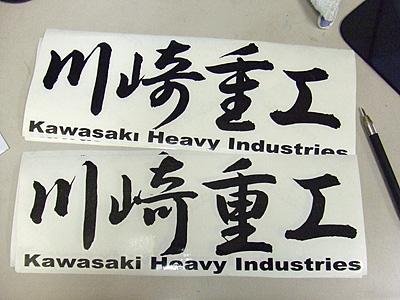 川崎重工
Kawasaki Heavy Industries
川崎重工
Kawasaki Heavy Industries